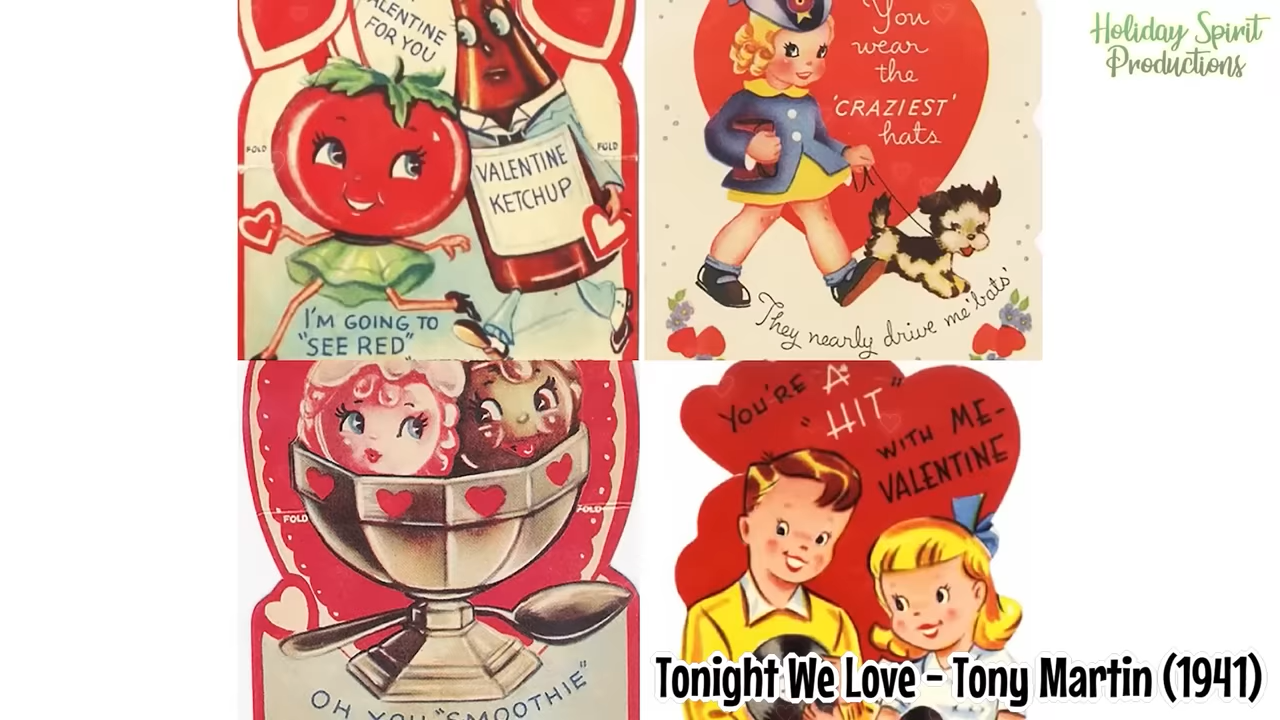 VALENTINE
FOR YOU
FOLD
FOLD
VALENTINE
KETCHUP
I'M GOING TO
"SEE RED"
You
wear
the
'CRAZIEST'
hats
They nearly drive me 'bats'
Holiday Spirit
Productions
FOLD
FOLD
OH YOU "SMOOTHIE"
YOU'RE A
"HIT"
WITH ME-
VALENTINE
Tonight We Love - Tony Martin (1941)